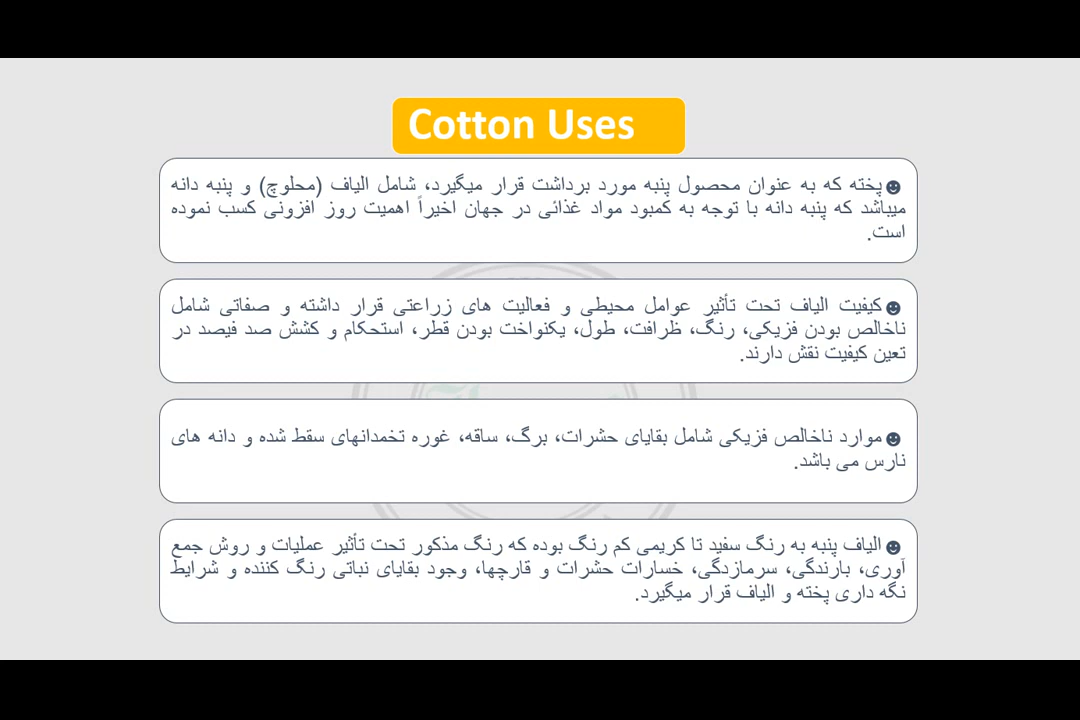 Cotton Uses
☻پخته که به عنوان محصول پنبه مورد برداشت قرار میگیرد، شامل الیاف (محلوچ) و پنبه دانه
میباشد که پنبه دانه با توجه به کمبود مواد غذائی در جهان اخیراً اهمیت روز افزونی کسب نموده
است.
☻کیفیت الیاف تحت تأثیر عوامل محیطی و فعالیت های زراعتی قرار داشته و صفاتی شامل
ناخالص بودن فزیکی، رنگ، ظرافت، طول، یکنواخت بودن قطر، استحکام و کشش صد فیصد در
تعین کیفیت نقش دارند.
☻موارد ناخالص فزیکی شامل بقایای حشرات، برگ، ساقه، غوره تخمدانهای سقط شده و دانه های
نارس می باشد.
☻الیاف پنبه به رنگ سفید تا کریمی کم رنگ بوده که رنگ مذکور تحت تأثیر عملیات و روش جمع
آوری، بارندگی، سرمازدگی، خسارات حشرات و قارچها، وجود بقایای نباتی رنگ کننده و شرایط
نگه داری پخته و الیاف قرار میگیرد.